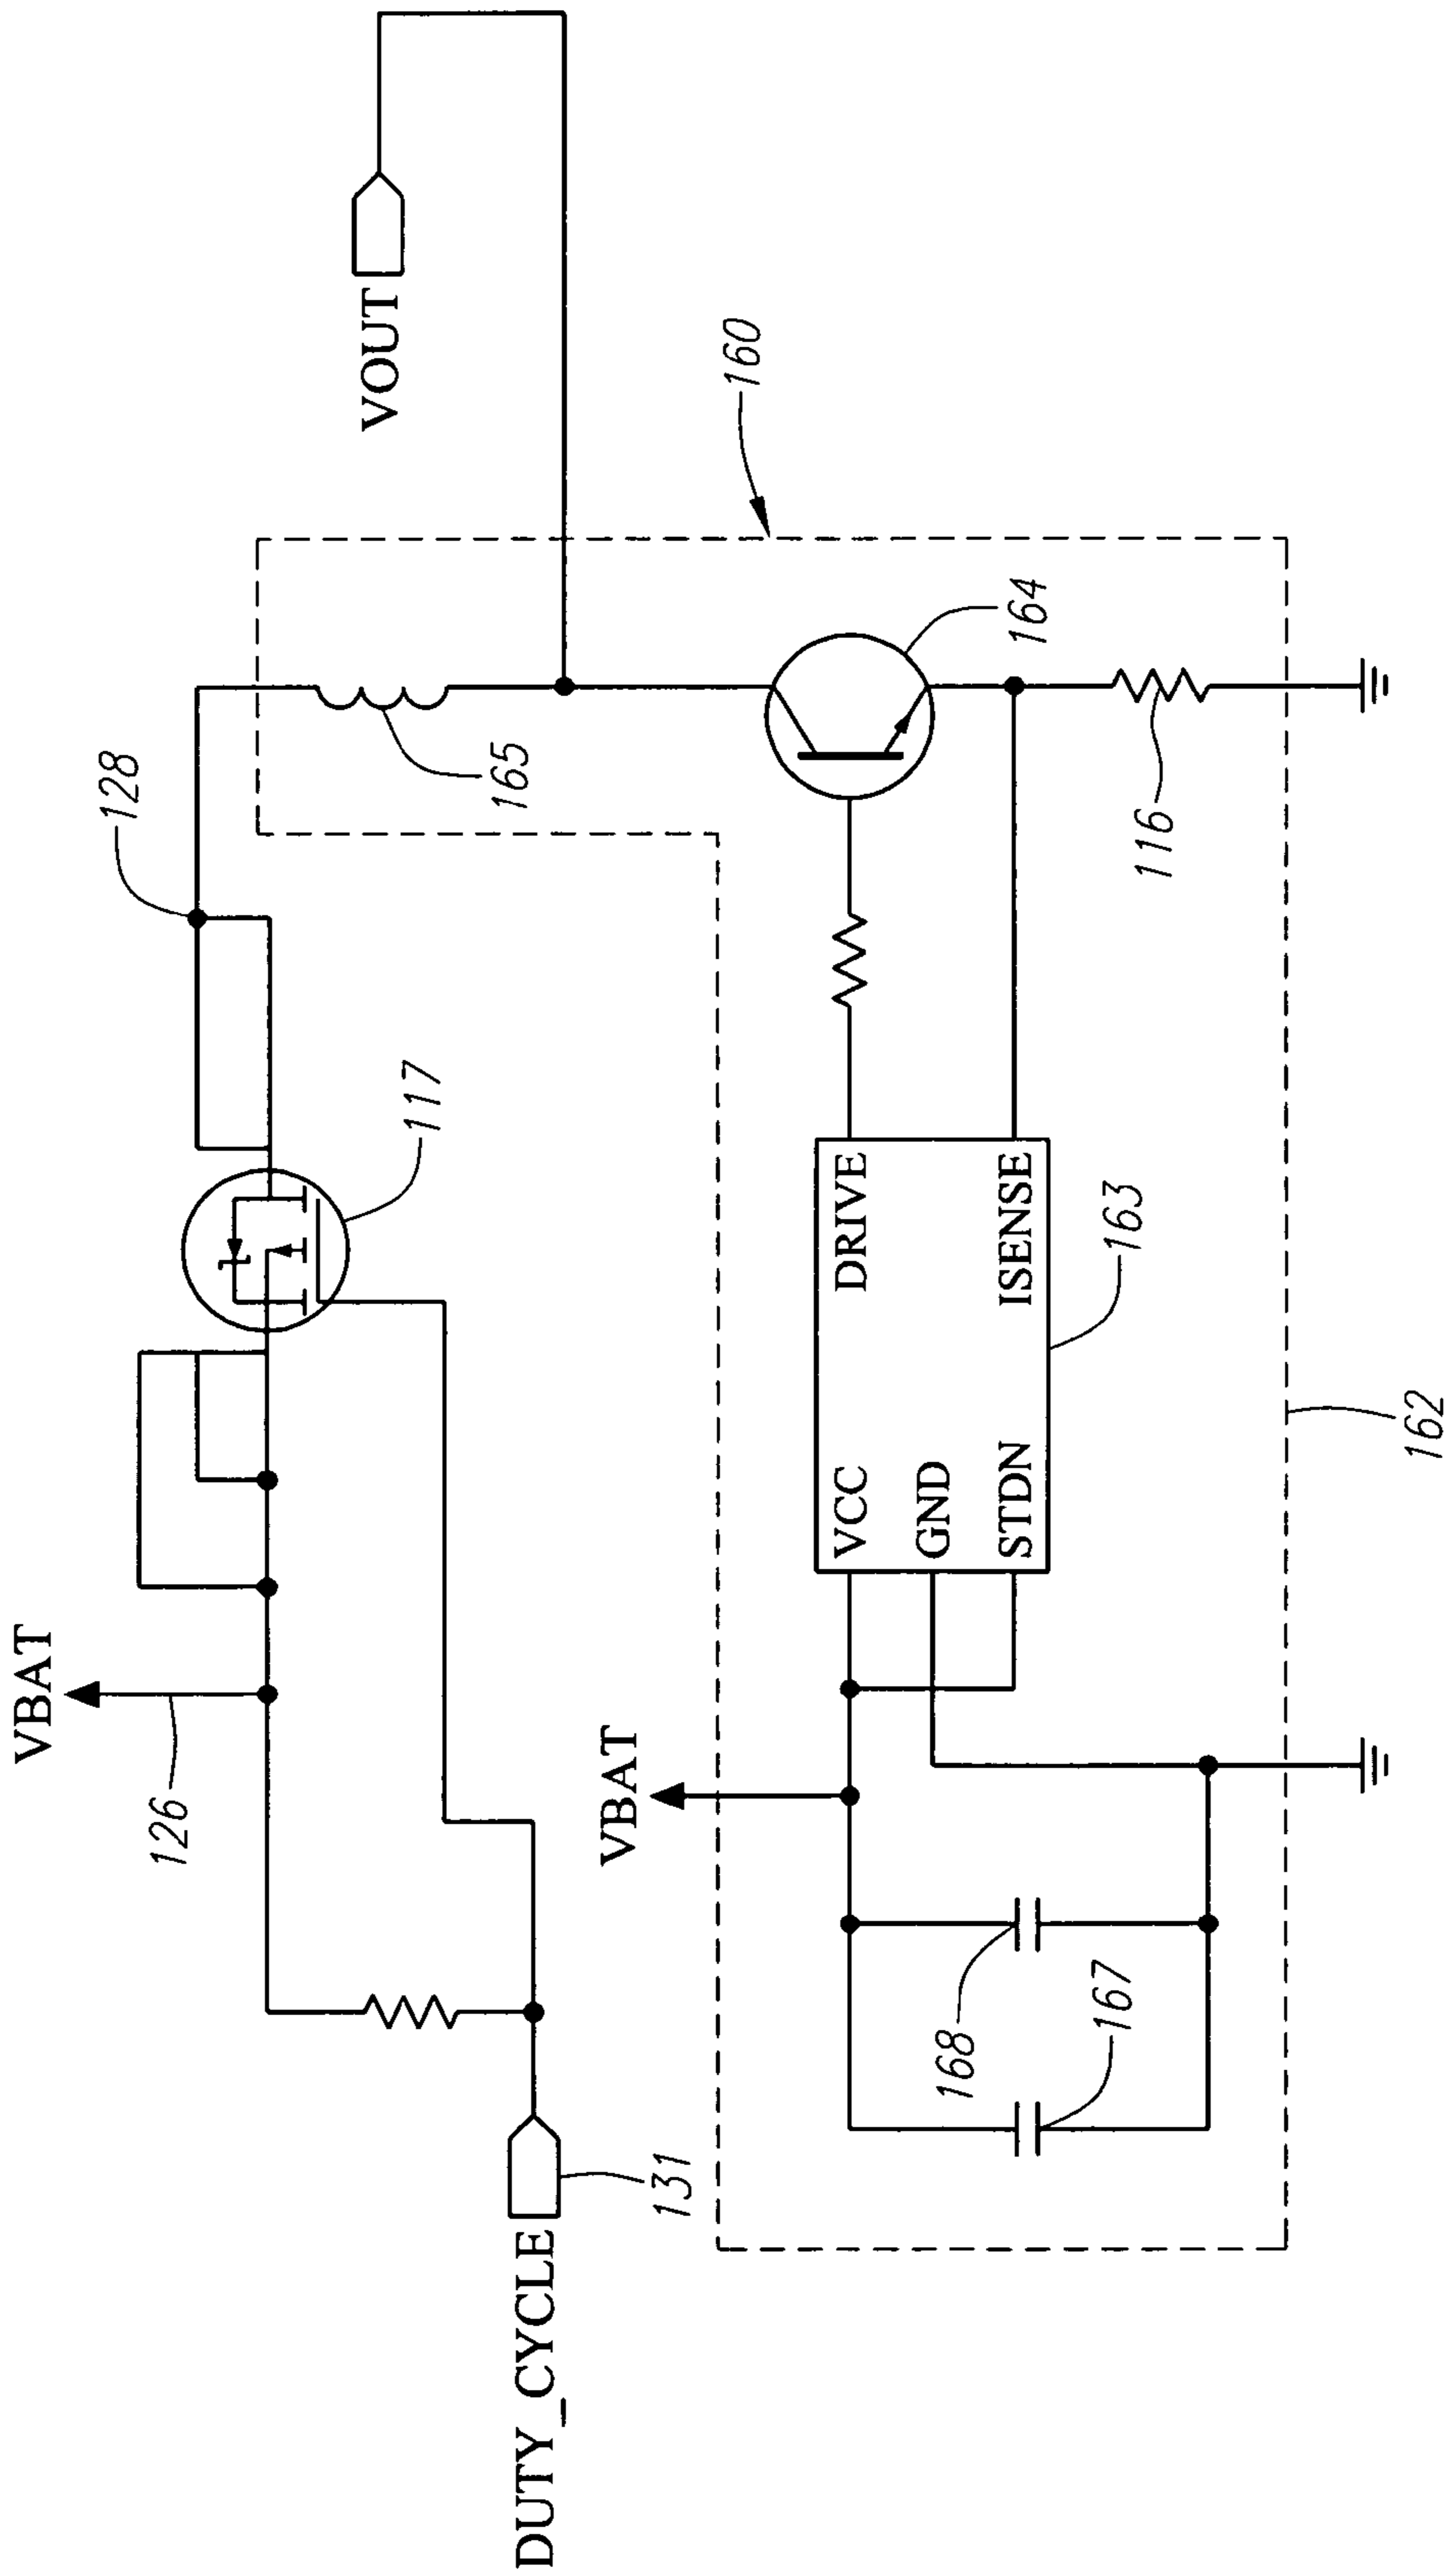 VBAT
126
128
117
VOUT
165
160
DUTY_CYCLE
131
VBAT
168
167
VCC
GND
STDN
DRIVE
ISENSE
163
164
116
162